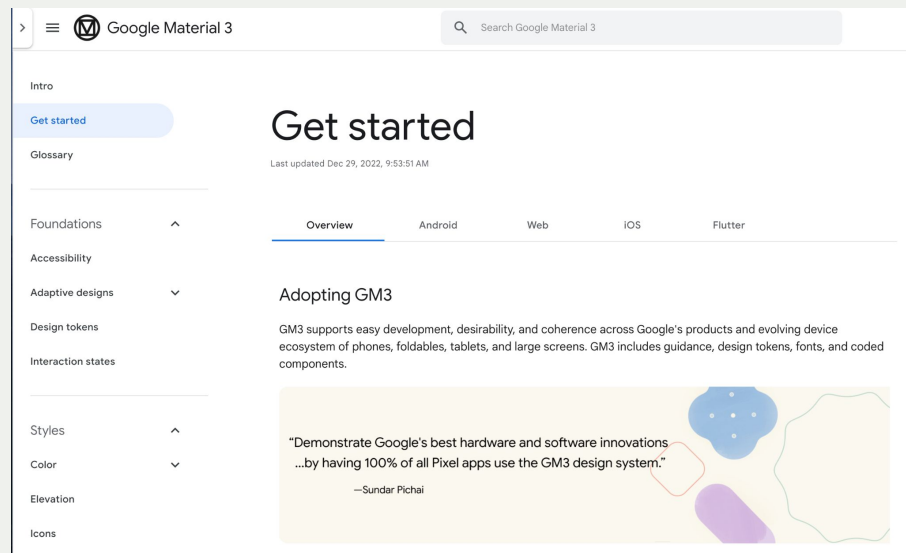 Google Material 3
Search Google Material 3
Intro
Get started
Glossary
Foundations
Accessibility
Adaptive designs
Design tokens
Interaction states
Styles
Color
Elevation
Icons
Get started
Last updated Dec 29, 2022, 9:53:51 AM
Overview Android Web iOS Flutter
Adopting GM3
GM3 supports easy development, desirability, and coherence across Google's products and evolving device
ecosystem of phones, foldables, tablets, and large screens. GM3 includes guidance, design tokens, fonts, and coded
components.
“Demonstrate Google's best hardware and software innovations
...by having 100% of all Pixel apps use the GM3 design system.”
—Sundar Pichai